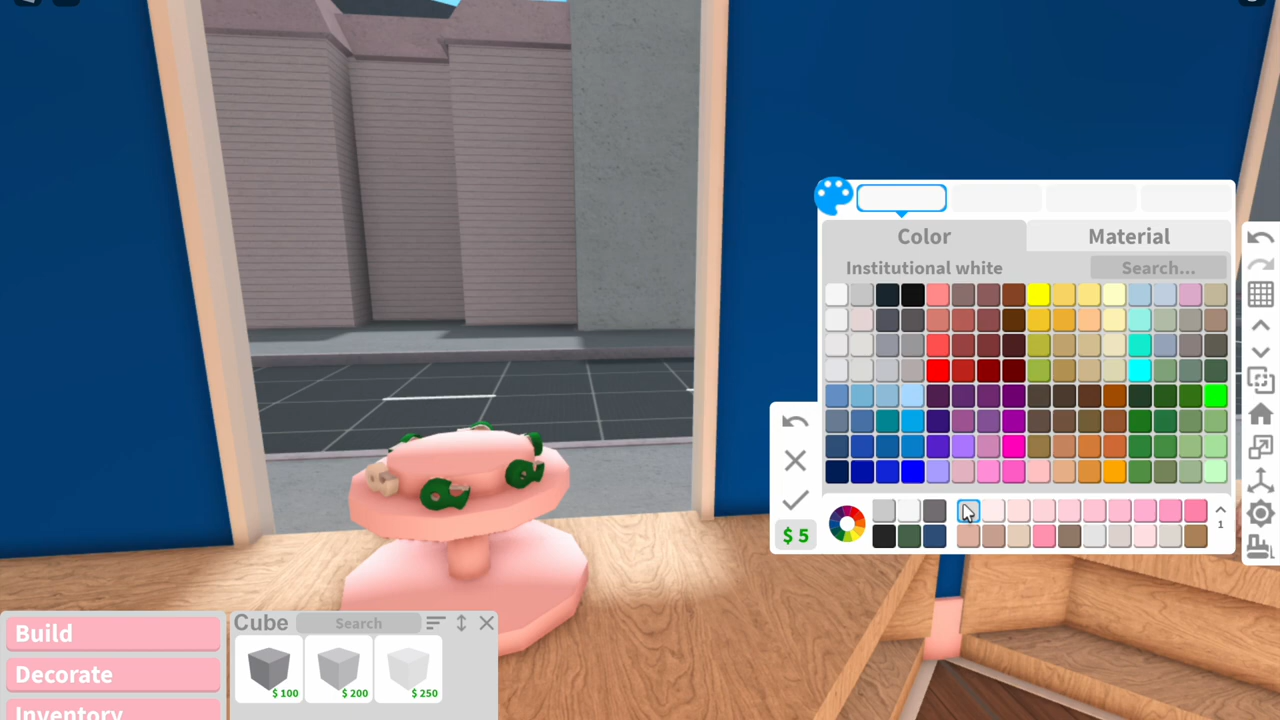 Color
Material
Institutional white
Search...
$ 5
1
Build
Decorate
Inventory
Cube
Search
$ 100
$ 200
$ 250